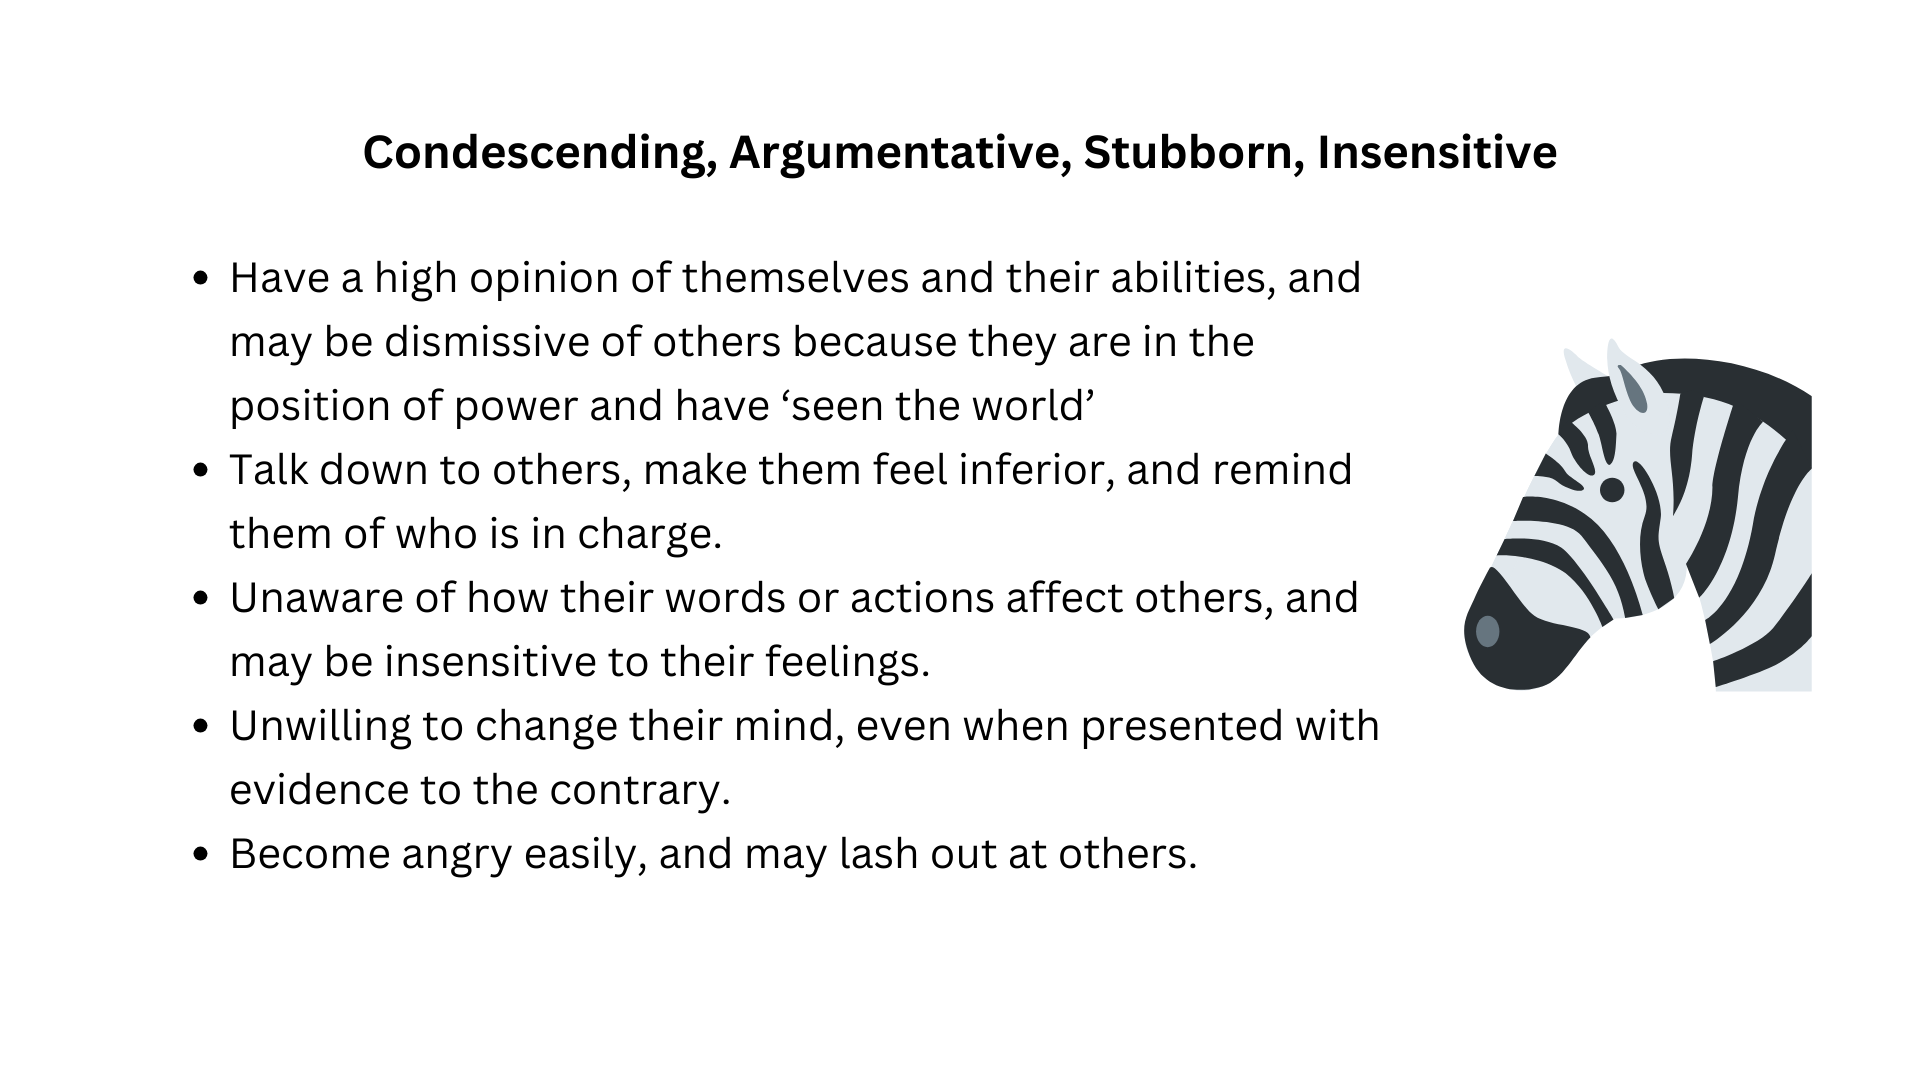 Condescending, Argumentative, Stubborn, Insensitive
• Have a high opinion of themselves and their abilities, and
may be dismissive of others because they are in the
position of power and have ‘seen the world’
• Talk down to others, make them feel inferior, and remind
them of who is in charge.
• Unaware of how their words or actions affect others, and
may be insensitive to their feelings.
• Unwilling to change their mind, even when presented with
evidence to the contrary.
• Become angry easily, and may lash out at others.